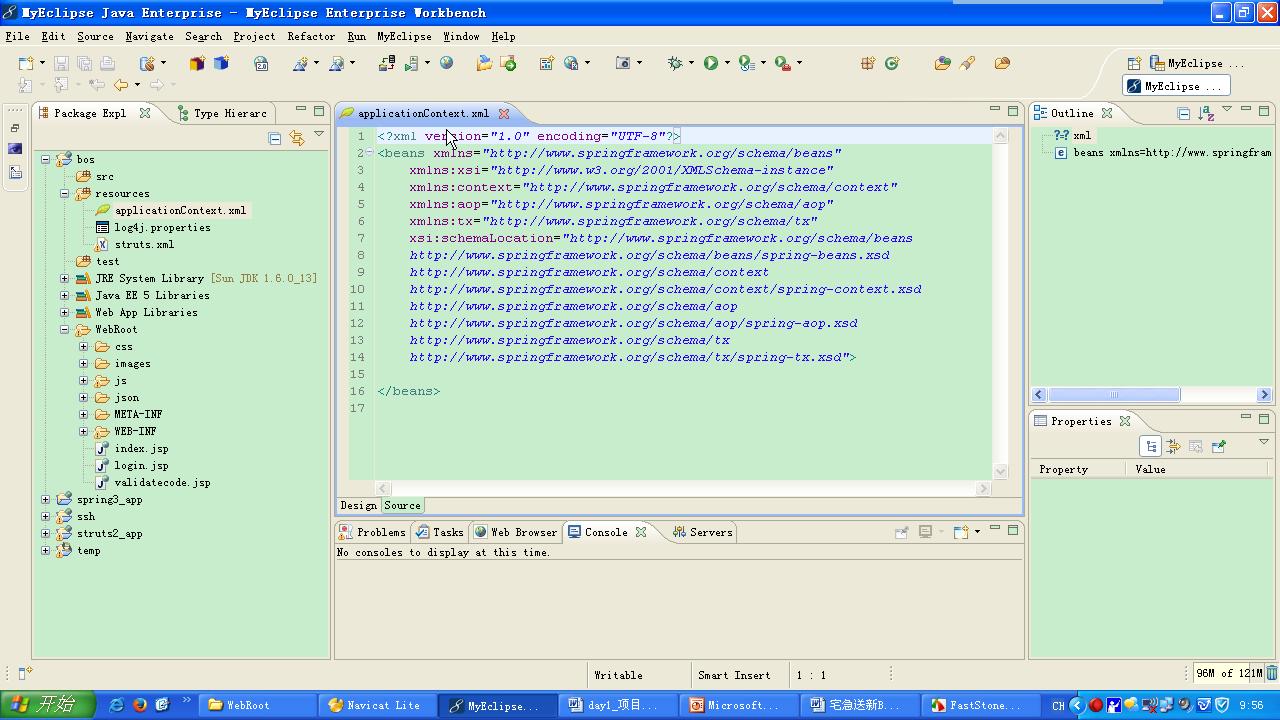 MyEclipse Java Enterprise - MyEclipse Enterprise Workbench
File Edit Source Navigate Search Project Refactor Run MyEclipse Window Help
MyEclipse ...
MyEclipse ...
Package Expl
Type Hierarc
bos
src
resources
applicationContext.xml
log4j.properties
struts.xml
test
JRE System Library [Sun JDK 1.6.0_13]
Java EE 5 Libraries
Web App Libraries
WebRoot
css
images
js
json
META-INF
WEB-INF
index.jsp
login.jsp
validatecode.jsp
spring3_app
ssh
struts2_app
temp
applicationContext.xml
1 <?xml version="1.0" encoding="UTF-8"?>
2 <beans xmlns="http://www.springframework.org/schema/beans"
3 xmlns:xsi="http://www.w3.org/2001/XMLSchema-instance"
4 xmlns:context="http://www.springframework.org/schema/context"
5 xmlns:aop="http://www.springframework.org/schema/aop"
6 xmlns:tx="http://www.springframework.org/schema/tx"
7 xsi:schemaLocation="http://www.springframework.org/schema/beans
8 http://www.springframework.org/schema/beans/spring-beans.xsd
9 http://www.springframework.org/schema/context
10 http://www.springframework.org/schema/context/spring-context.xsd
11 http://www.springframework.org/schema/aop
12 http://www.springframework.org/schema/aop/spring-aop.xsd
13 http://www.springframework.org/schema/tx
14 http://www.springframework.org/schema/tx/spring-tx.xsd">
15
16 </beans>
17
Design Source
Problems Tasks Web Browser Console Servers
No consoles to display at this time.
Outline
xml
beans xmlns=http://www.springfram
Properties
Property Value
Writable Smart Insert 1 : 1 96M of 121M
开始 WebRoot Navicat Lite MyEclipse... day1_项目... Microsoft... 宅急送新B... FastStone... CH 9:56